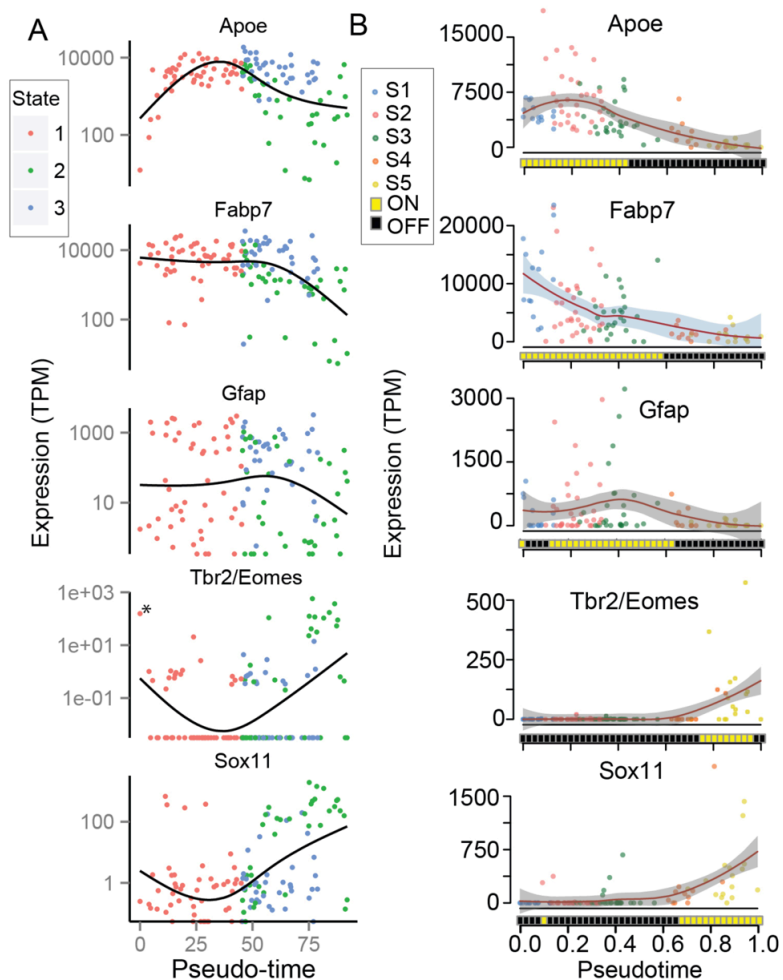 A
Apoe
State
1
2
3
10000
100
Fabp7
10000
100
Gfap
1000
10
Tbr2/Eomes
1e+03
*
1e+01
1e-01
Sox11
100
1
0 25 50 75
Pseudo-time
Expression (TPM)
B
Apoe
S1
S2
S3
S4
S5
ON
OFF
15000
7500
0
Fabp7
20000
10000
0
Gfap
3000
1500
0
Tbr2/Eomes
500
250
0
Sox11
1500
750
0
0.0 0.2 0.4 0.6 0.8 1.0
Pseudotime
Expression (TPM)